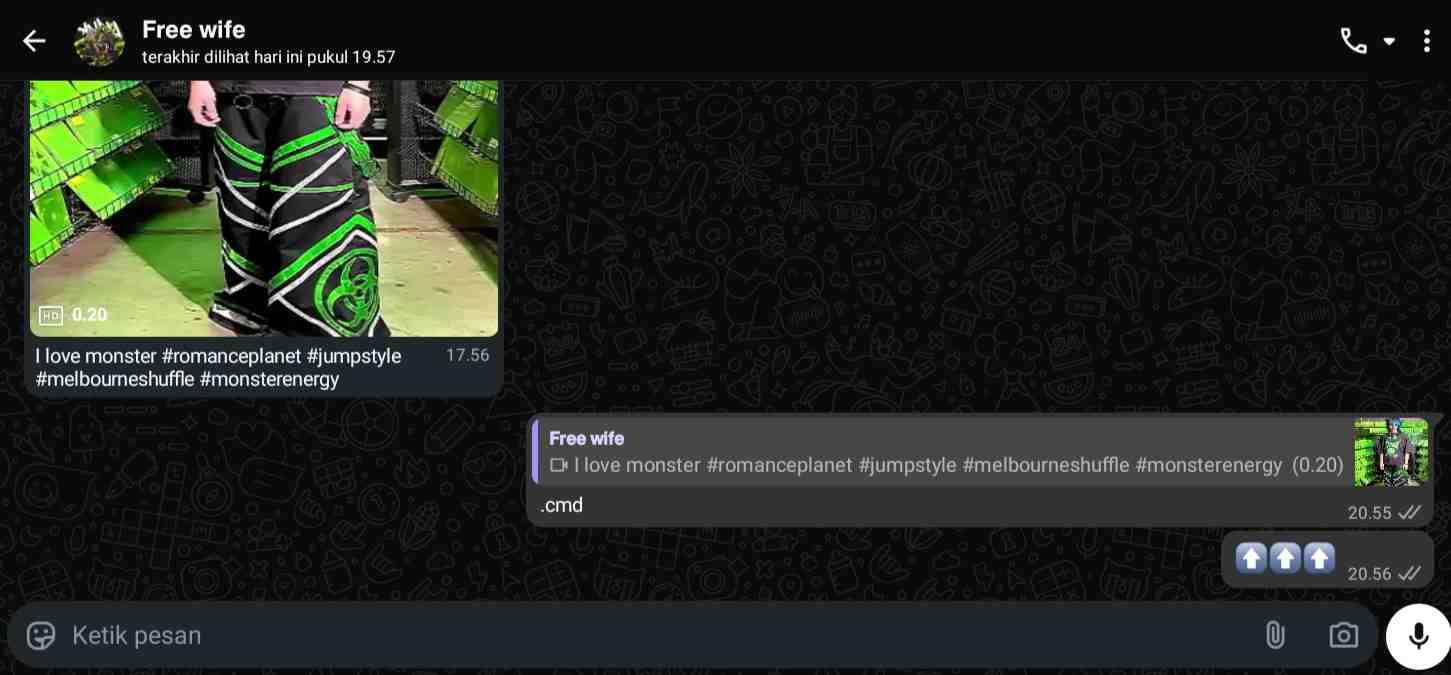 Free wife
terakhir dilihat hari ini pukul 19.57
HD 0.20
I love monster #romanceplanet #jumpstyle 17.56
#melbourneshuffle #monsterenergy
Free wife
I love monster #romanceplanet #jumpstyle #melbourneshuffle #monsterenergy (0.20)
.cmd
20.55
20.56
Ketik pesan